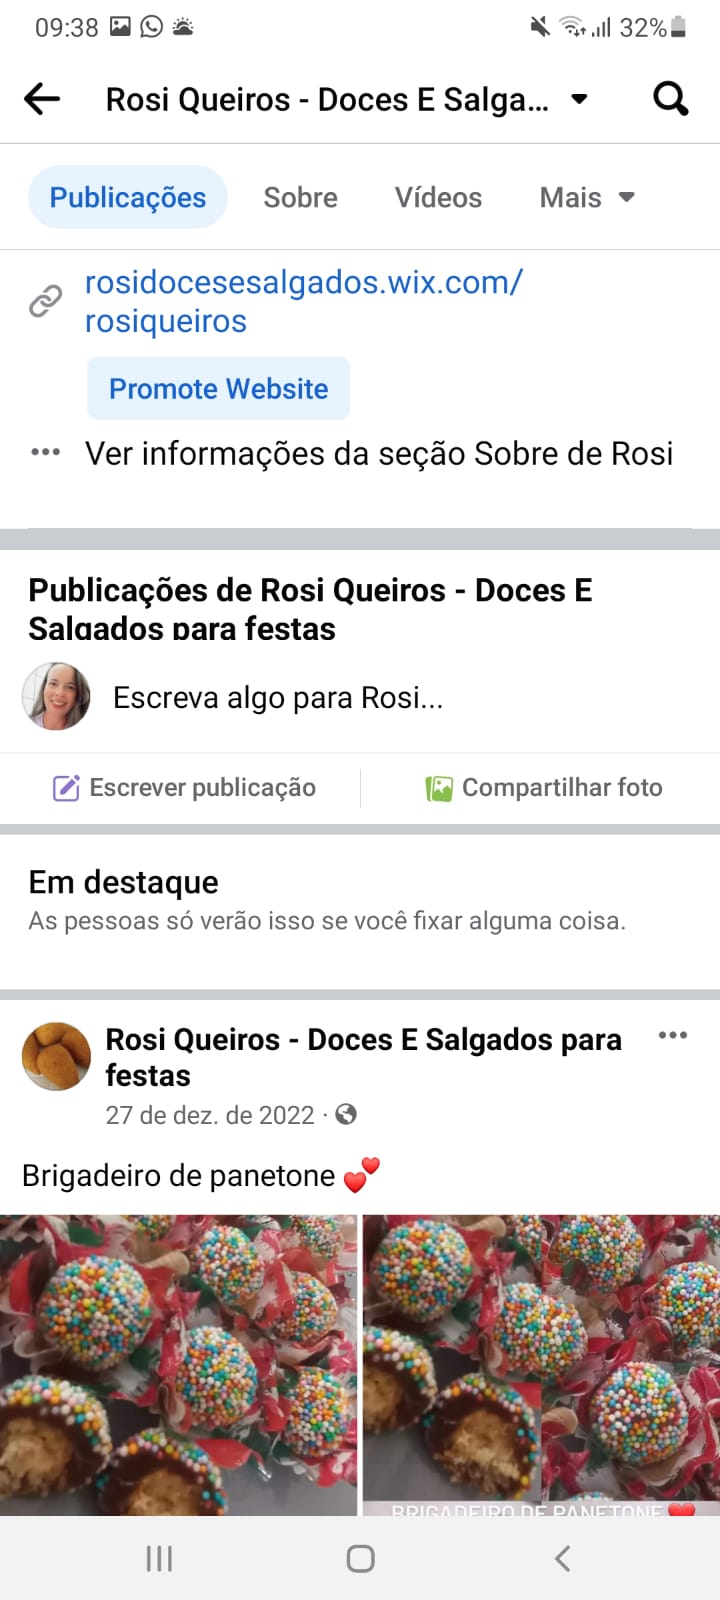 09:38 32%
Rosi Queiros - Doces E Salga...
Publicações Sobre Vídeos Mais
rosidocesesalgados.wix.com/
rosiqueiros
Promote Website
Ver informações da seção Sobre de Rosi
Publicações de Rosi Queiros - Doces E
Salgados para festas
Escreva algo para Rosi...
Escrever publicação Compartilhar foto
Em destaque
As pessoas só verão isso se você fixar alguma coisa.
Rosi Queiros - Doces E Salgados para
festas
27 de dez. de 2022 ·
Brigadeiro de panetone 💕
BRIGADEIRO DE PANETONE ❤️